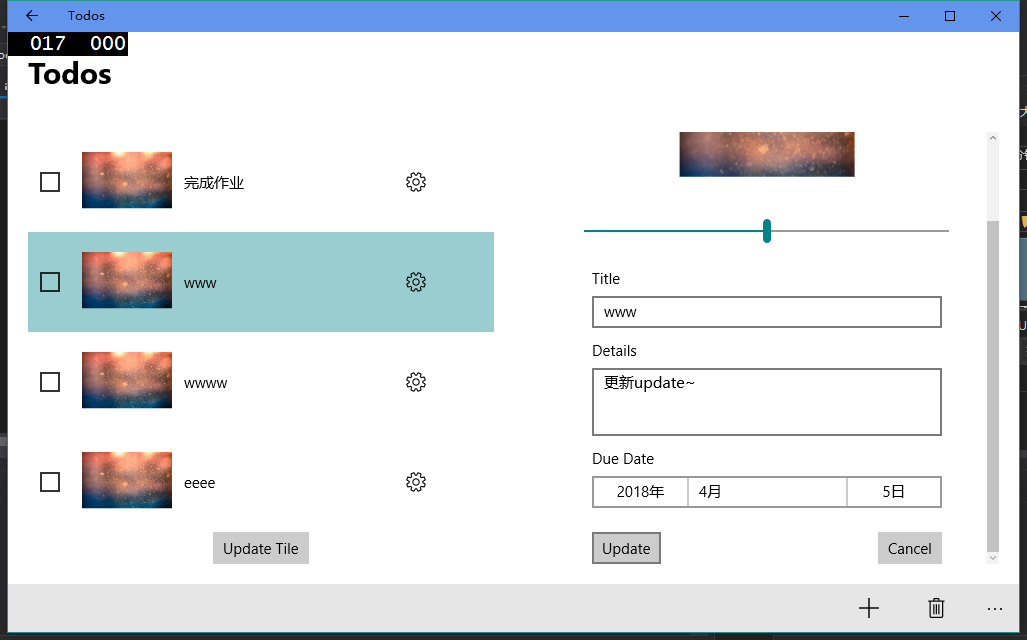 Todos
017 000
Todos
完成作业
www
wwww
eeee
Update Tile
Title
www
Details
更新update~
Due Date
2018年 4月 5日
Update Cancel